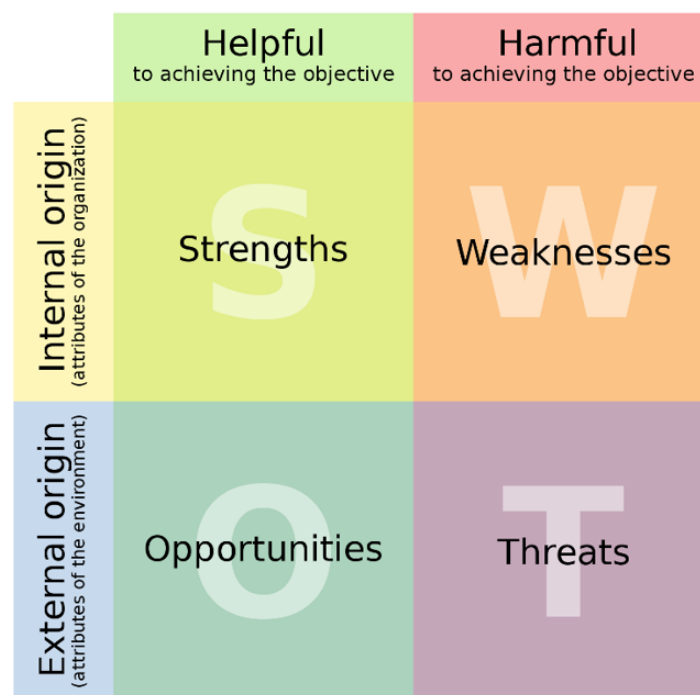 Helpful
to achieving the objective
Harmful
to achieving the objective
Internal origin
(attributes of the organization)
S
Strengths
W
Weaknesses
External origin
(attributes of the environment)
O
Opportunities
T
Threats